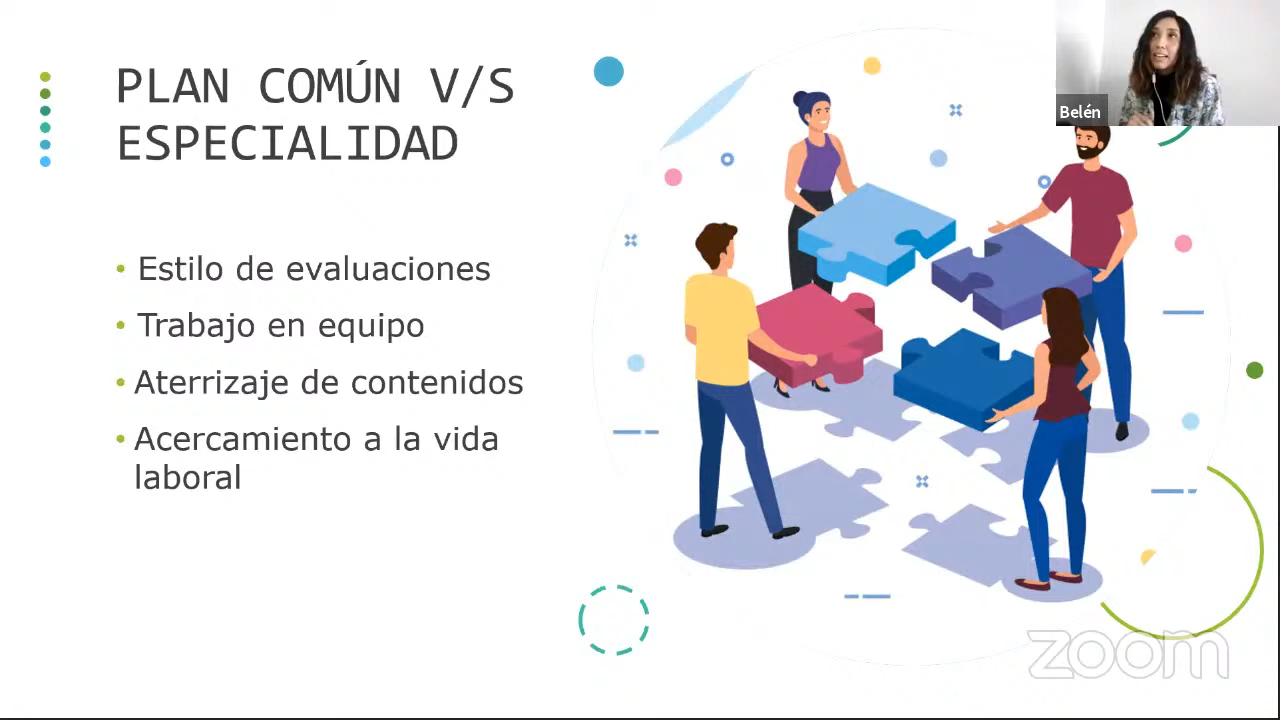 PLAN COMÚN V/S
ESPECIALIDAD
• Estilo de evaluaciones
• Trabajo en equipo
• Aterrizaje de contenidos
• Acercamiento a la vida
laboral
Belén
zoom